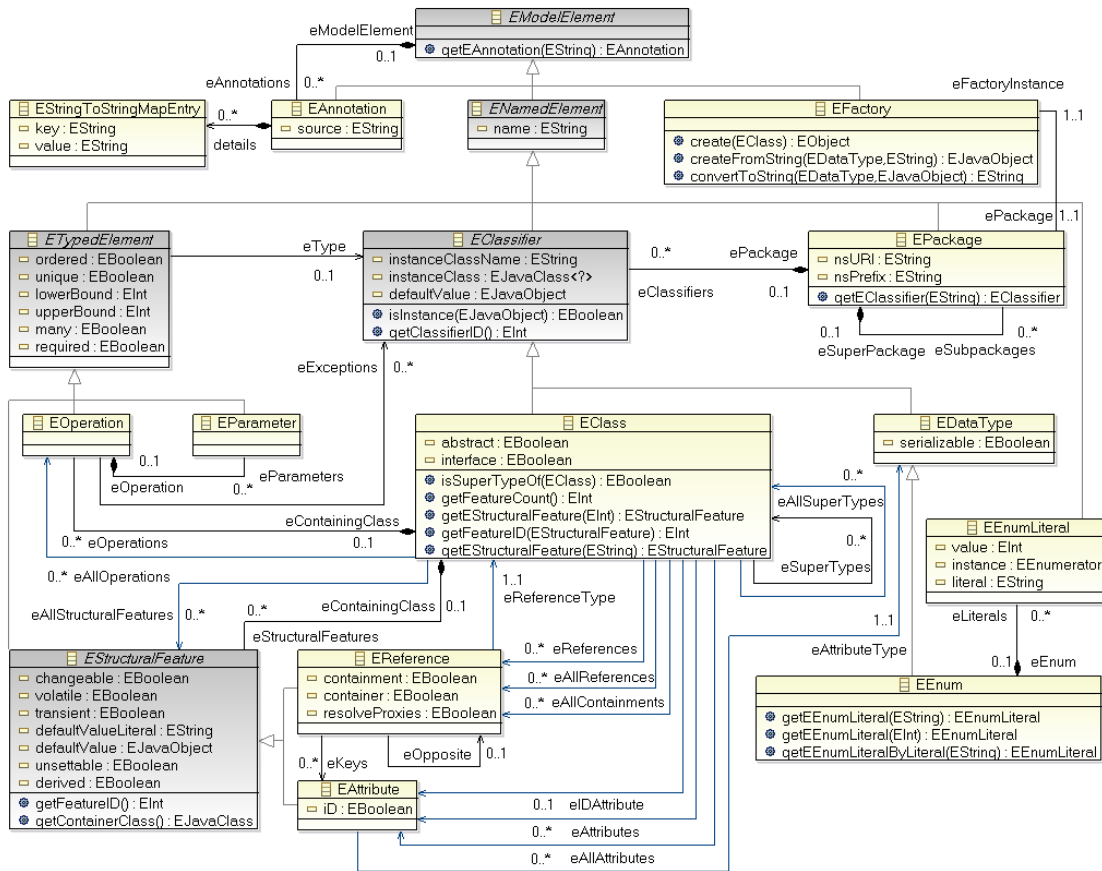 EModelElement
getEAnnotation(EString) : EAnnotation
eModelElement
0..1
eAnnotations
0..*
eFactoryInstance
EStringToStringMapEntry
key : EString
value : EString
0..*
details
EAnnotation
source : EString
ENamedElement
name : EString
EFactory
create(EClass) : EObject
createFromString(EDataType,EString) : EJavaObject
convertToString(EDataType,EJavaObject) : EString
1..1
ePackage
1..1
ETypedElement
ordered : EBoolean
unique : EBoolean
lowerBound : EInt
upperBound : EInt
many : EBoolean
required : EBoolean
eType
0..1
EClassifier
instanceClassName : EString
instanceClass : EJavaClass<?>
defaultValue : EJavaObject
isInstance(EJavaObject) : EBoolean
getClassifierID() : EInt
0..*
ePackage
eClassifiers
0..1
EPackage
nsURI : EString
nsPrefix : EString
getEClassifier(EString) : EClassifier
0..1
0..*
eSuperPackage
eSubpackages
eExceptions
0..*
EOperation
EParameter
0..1
eParameters
eOperation
0..*
EClass
abstract : EBoolean
interface : EBoolean
isSuperTypeOf(EClass) : EBoolean
getFeatureCount() : EInt
getEStructuralFeature(EInt) : EStructuralFeature
getFeatureID(EStructuralFeature) : EInt
getEStructuralFeature(EString) : EStructuralFeature
EDataType
serializable : EBoolean
0..*
eAllSuperTypes
0..*
eSuperTypes
eContainingClass
0..*
eOperations
0..1
0..*
eAllOperations
EEnumLiteral
value : EInt
instance : EEnumerator
literal : EString
eLiterals
0..*
0..1
eEnum
eAllStructuralFeatures
0..*
0..*
eContainingClass
0..1
eStructuralFeatures
1..1
eReferenceType
1..1
eAttributeType
EStructuralFeature
changeable : EBoolean
volatile : EBoolean
transient : EBoolean
defaultValueLiteral : EString
defaultValue : EJavaObject
unsettable : EBoolean
derived : EBoolean
getFeatureID() : EInt
getContainerClass() : EJavaClass
EReference
containment : EBoolean
container : EBoolean
resolveProxies : EBoolean
0..*
eReferences
0..*
eAllReferences
0..*
eAllContainments
EEnum
getEEnumLiteral(EString) : EEnumLiteral
getEEnumLiteral(EInt) : EEnumLiteral
getEEnumLiteralByLiteral(EString) : EEnumLiteral
0..*
eKeys
eOpposite
0..1
EAttribute
iD : EBoolean
0..1
eIDAttribute
0..*
eAttributes
0..*
eAllAttributes